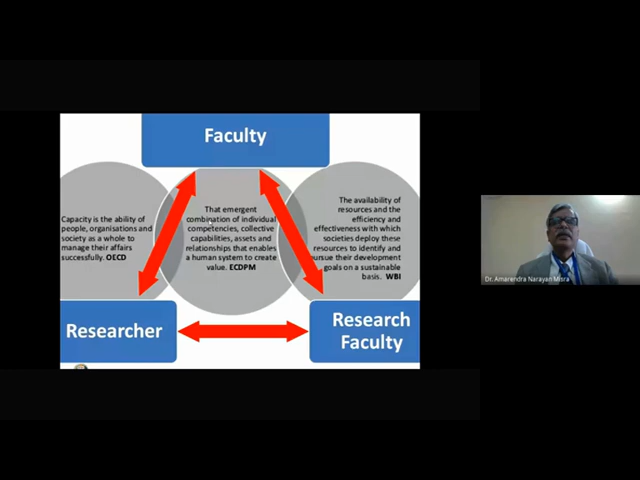 Faculty
Capacity is the ability of
people, organisations and
society as a whole to
manage their affairs
successfully. OECD
That emergent
combination of individual
competencies, collective
capabilities, assets and
relationships that enables
a human system to create
value. ECDPM
The availability of
resources and the
efficiency and
effectiveness with which
societies deploy these
resources to identify and
pursue their development
goals on a sustainable
basis. WBI
Researcher
Research
Faculty
Dr. Amarendra Narayan Misra